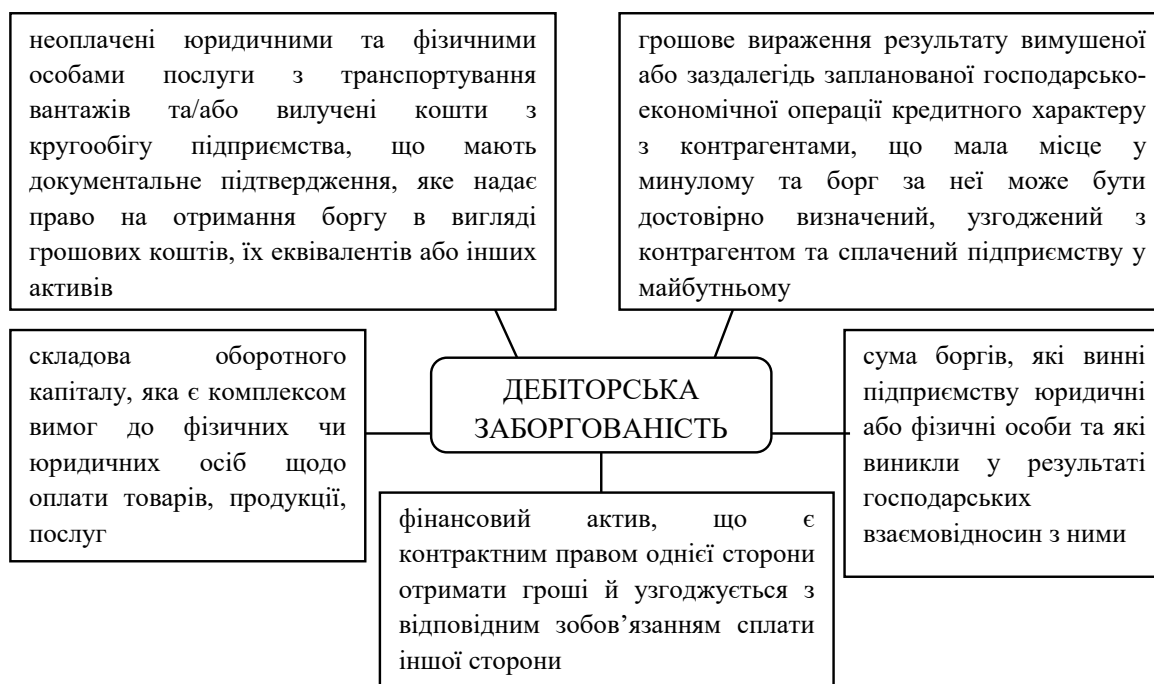 неоплачені юридичними та фізичними
особами послуги з транспортування
вантажів та/або вилучені кошти з
кругообігу підприємства, що мають
документальне підтвердження, яке надає
право на отримання боргу в вигляді
грошових коштів, їх еквівалентів або інших
активів
грошове вираження результату вимушеної
або заздалегідь запланованої господарсько-
економічної операції кредитного характеру
з контрагентами, що мала місце у
минулому та борг за неї може бути
достовірно визначений, узгоджений з
контрагентом та сплачений підприємству у
майбутньому
складова оборотного
капіталу, яка є комплексом
вимог до фізичних чи
юридичних осіб щодо
оплати товарів, продукції,
послуг
ДЕБІТОРСЬКА
ЗАБОРГОВАНІСТЬ
сума боргів, які винні
підприємству юридичні
або фізичні особи та які
виникли у результаті
господарських
взаємовідносин з ними
фінансовий актив, що є
контрактним правом однієї сторони
отримати гроші й узгоджується з
відповідним зобов’язанням сплати
іншої сторони